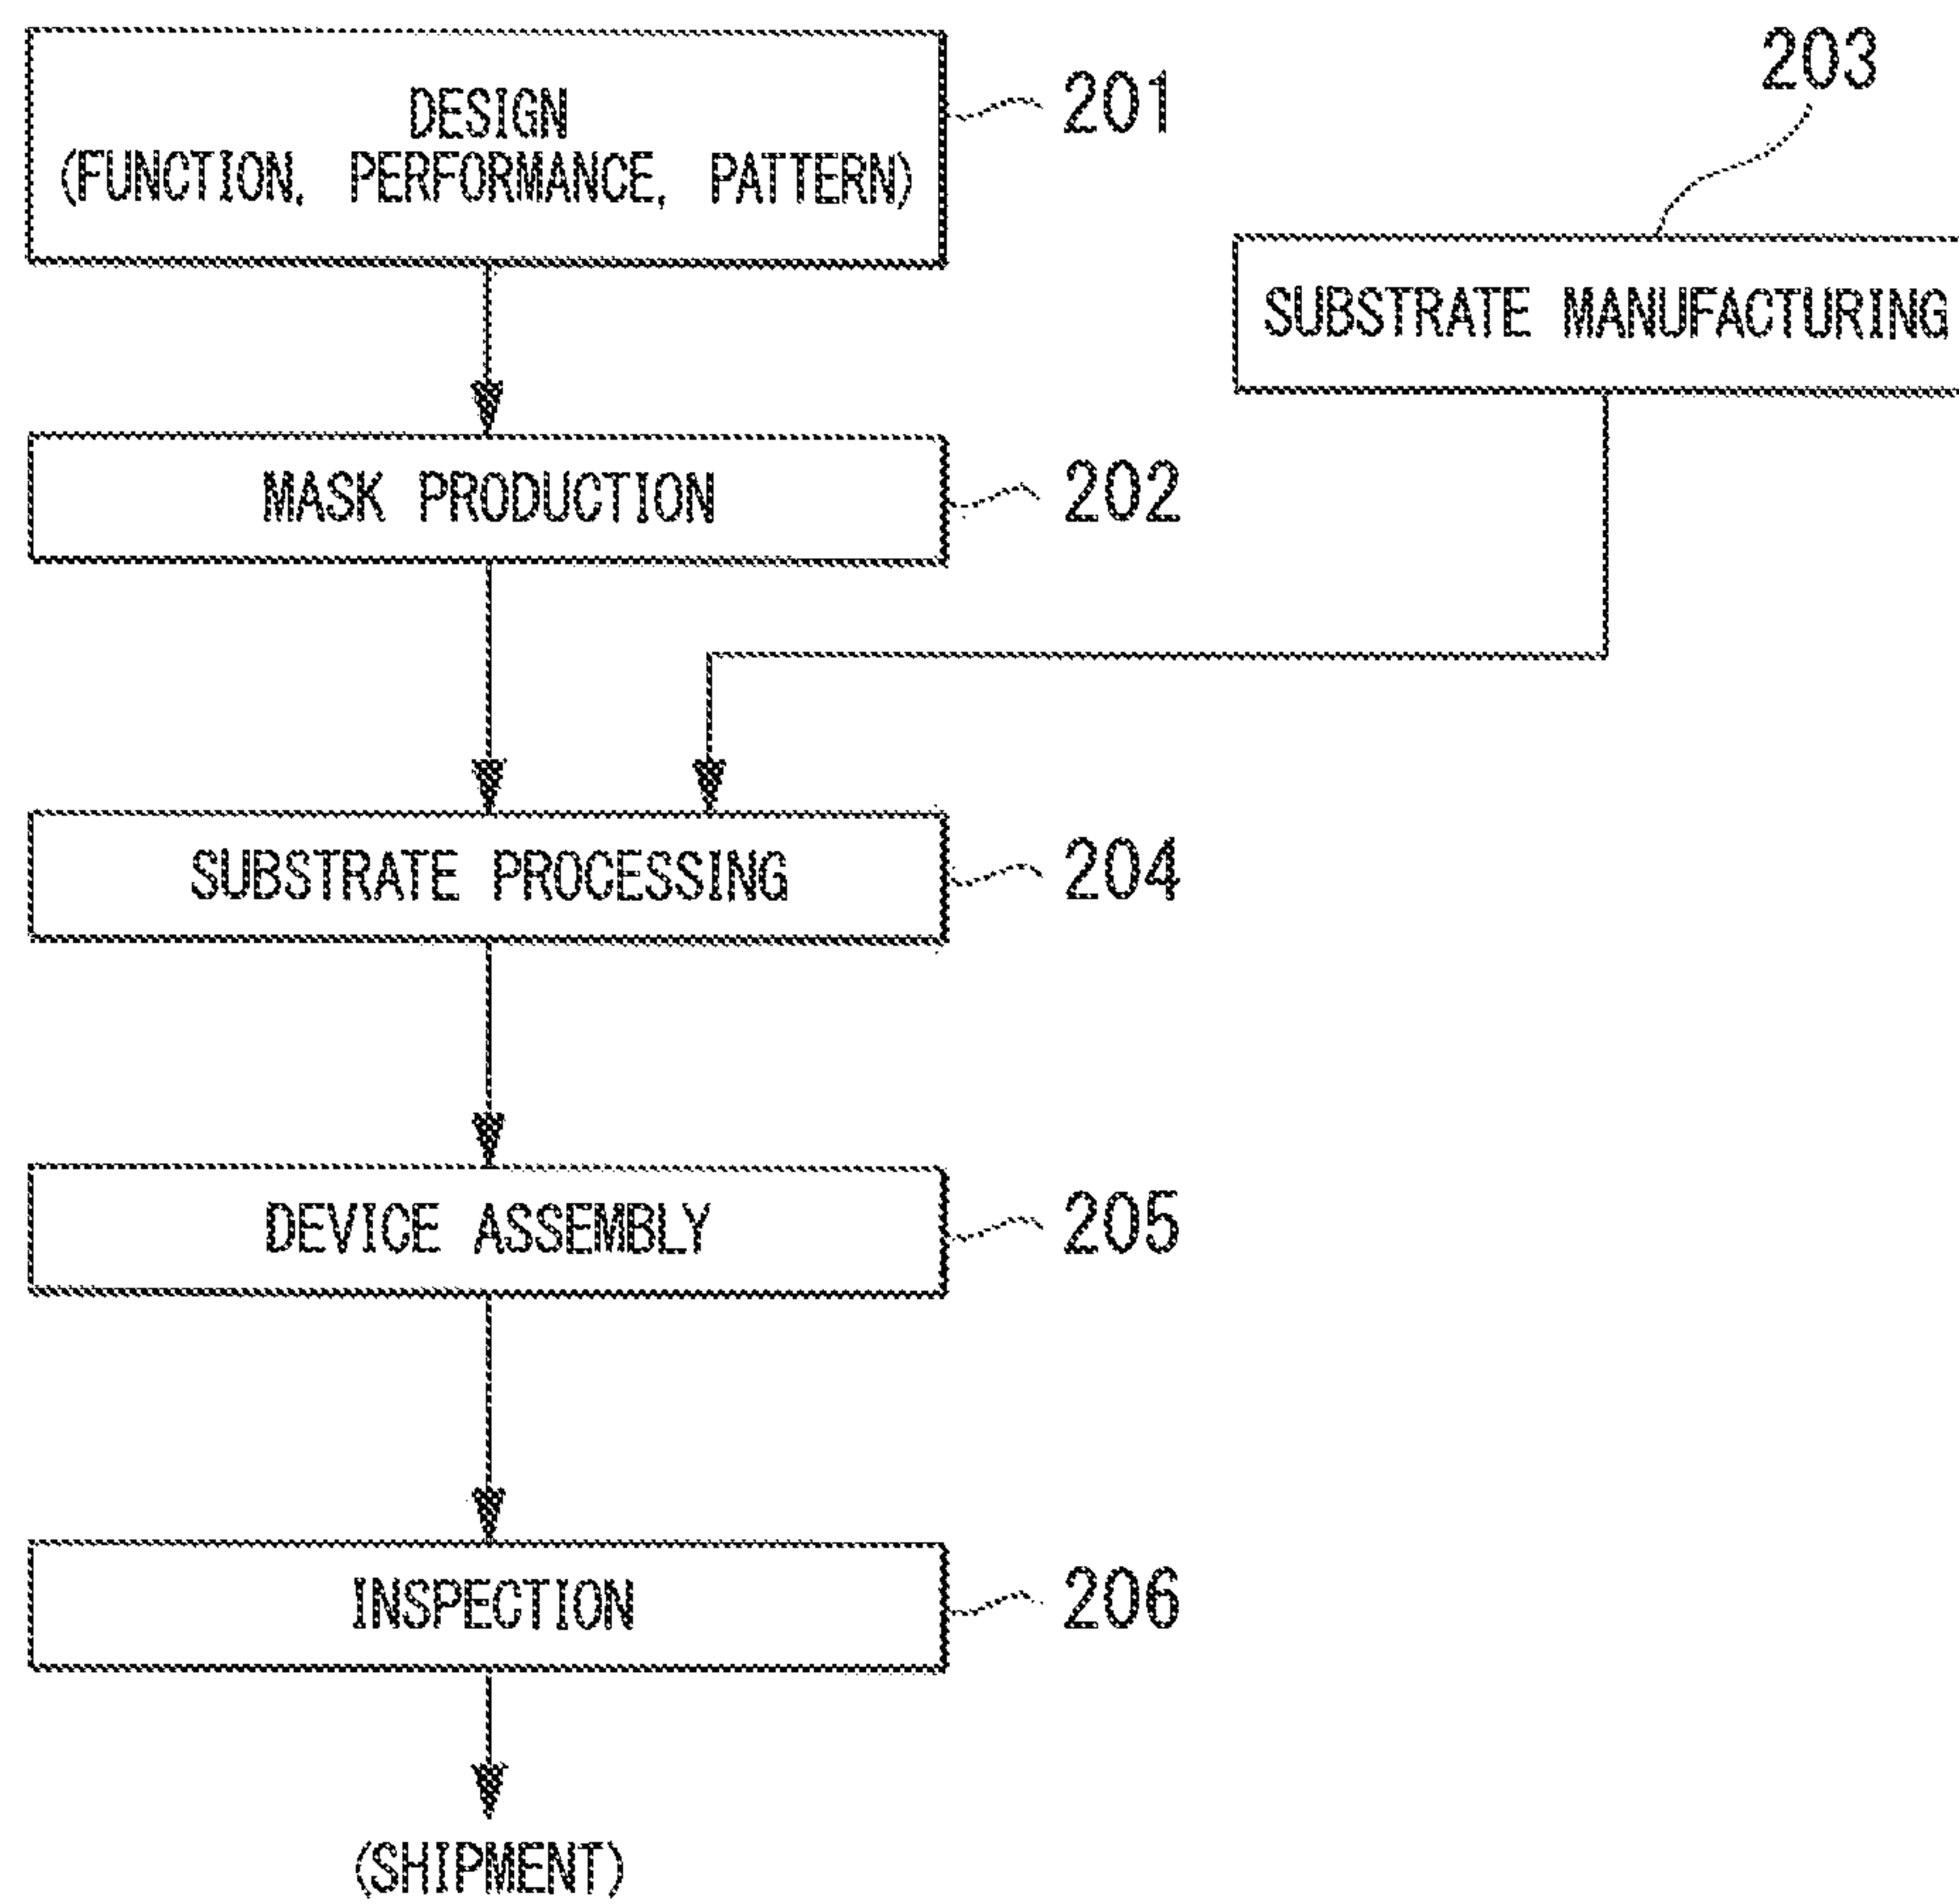 DESIGN
(FUNCTION, PERFORMANCE, PATTERN)
201
203
SUBSTRATE MANUFACTURING
MASK PRODUCTION
202
SUBSTRATE PROCESSING
204
DEVICE ASSEMBLY
205
INSPECTION
206
(SHIPMENT)